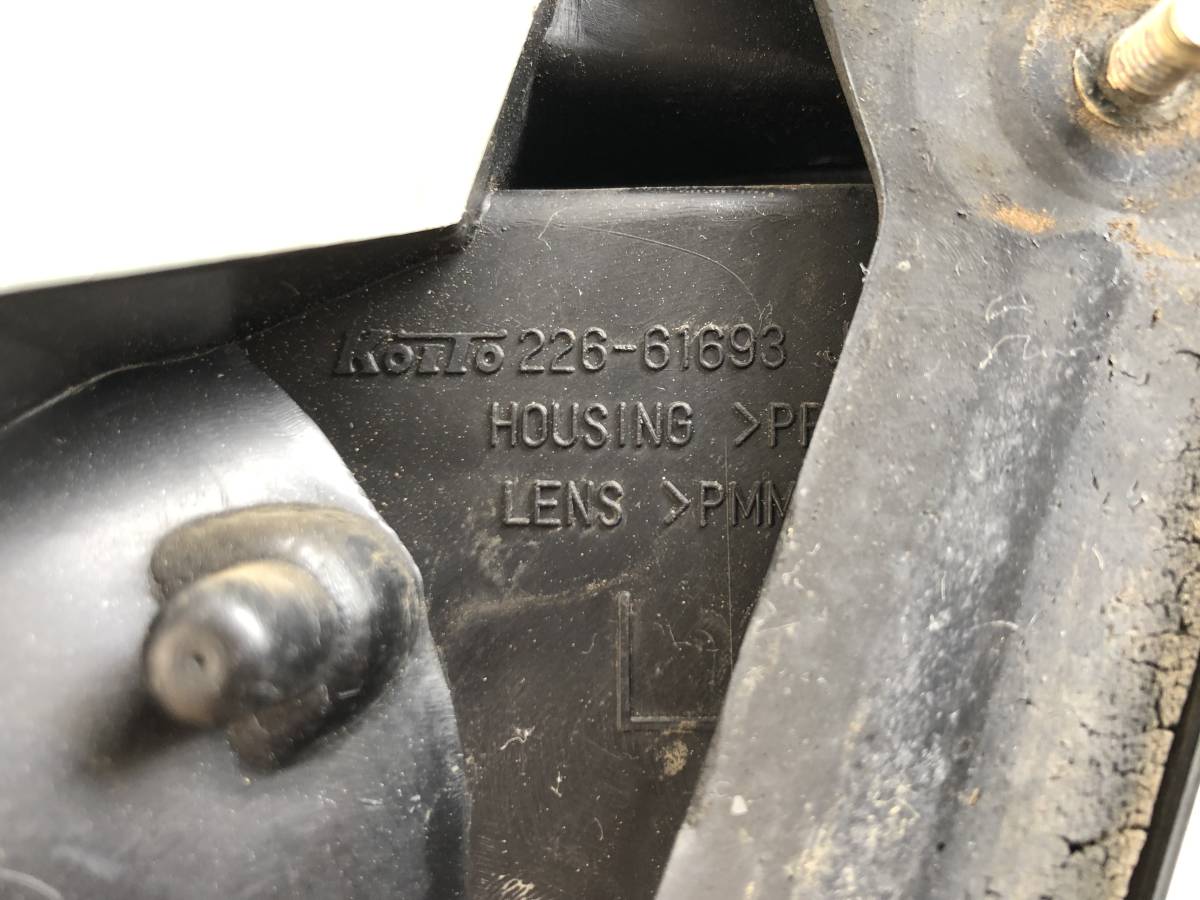 KOITO 226-61693
HOUSING >PP
LENS >PMM
L